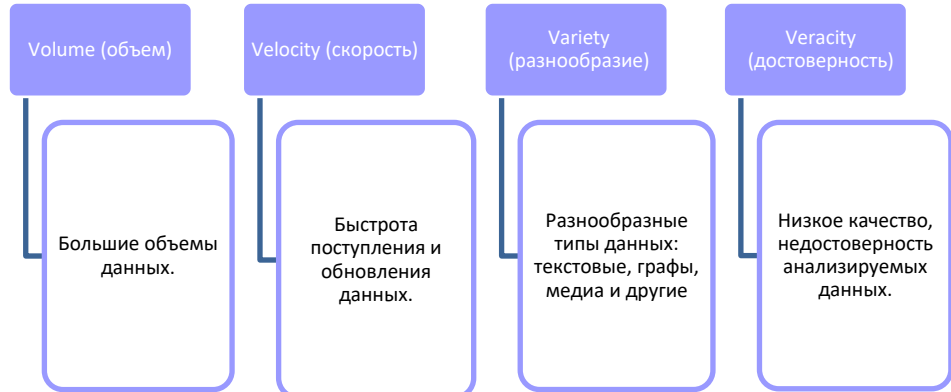 Volume (объем)
Большие объемы
данных.
Velocity (скорость)
Быстрота
поступления и
обновления
данных.
Variety
(разнообразие)
Разнообразные
типы данных:
текстовые, графы,
медиа и другие
Veracity
(достоверность)
Низкое качество,
недостоверность
анализируемых
данных.